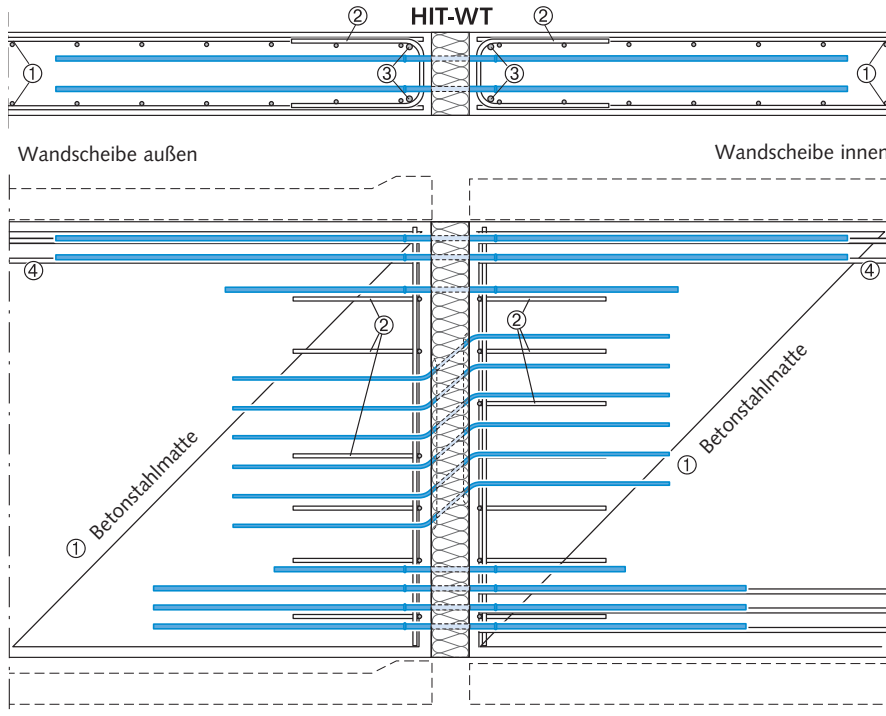 HIT-WT
② ②
① ③ ③ ①
Wandscheibe außen
Wandscheibe innen
④ ④
② ②
① Betonstahlmatte
① Betonstahlmatte